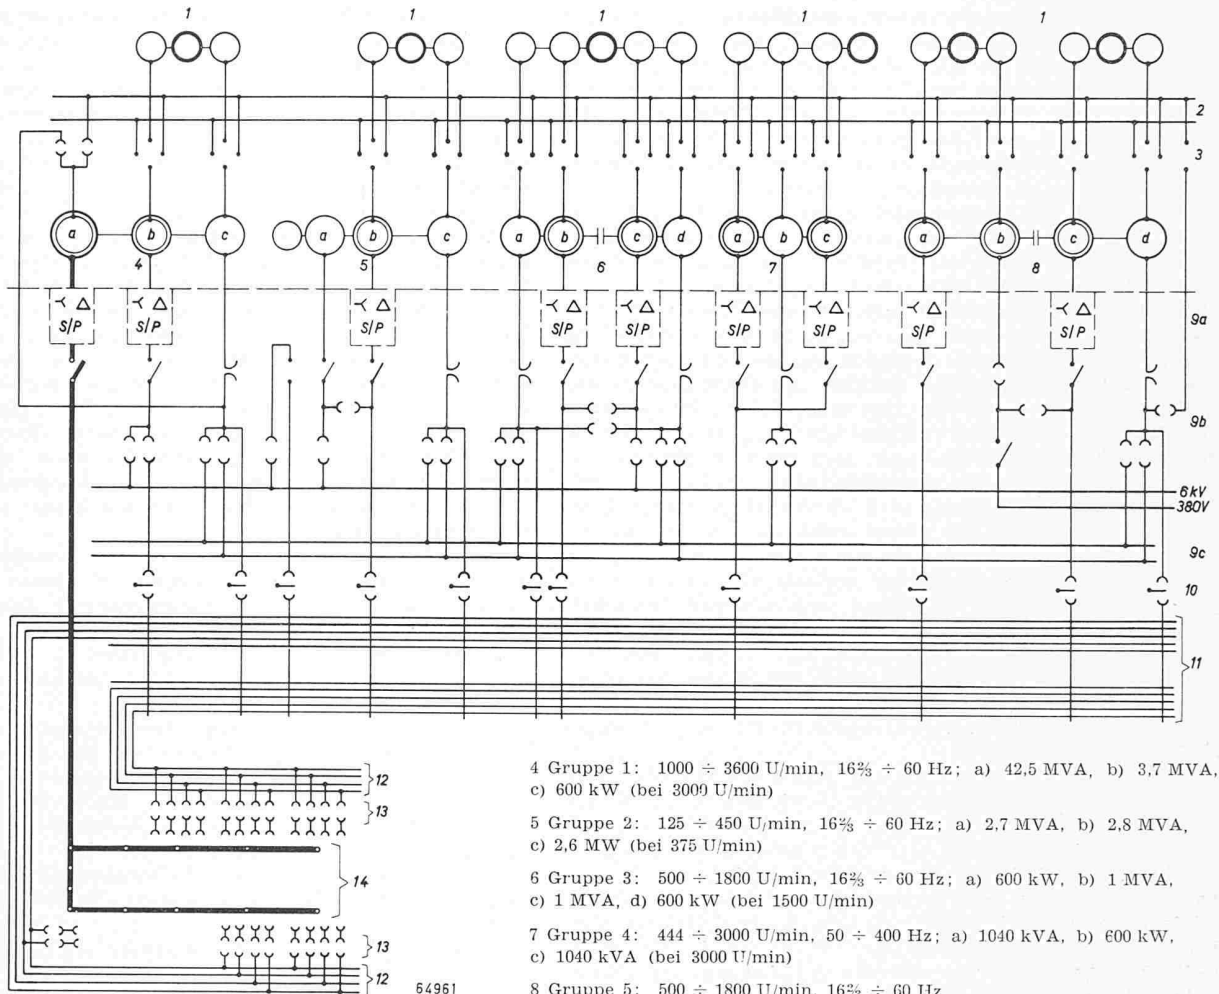 1 1 1 1 1
2
3
a b c a b c a b c d a b c a b c d
4 5 6 7 8
S/P S/P S/P S/P S/P S/P S/P S/P S/P
9a
9b
6kV
380V
9c
10
11
12
13
14
13
12
64961
4 Gruppe 1: 1000 ÷ 3600 U/min, 16⅔ ÷ 60 Hz; a) 42,5 MVA, b) 3,7 MVA,
c) 600 kW (bei 3000 U/min)
5 Gruppe 2: 125 ÷ 450 U/min, 16⅔ ÷ 60 Hz; a) 2,7 MVA, b) 2,8 MVA,
c) 2,6 MW (bei 375 U/min)
6 Gruppe 3: 500 ÷ 1800 U/min, 16⅔ ÷ 60 Hz; a) 600 kW, b) 1 MVA,
c) 1 MVA, d) 600 kW (bei 1500 U/min)
7 Gruppe 4: 444 ÷ 3000 U/min, 50 ÷ 400 Hz; a) 1040 kVA, b) 600 kW,
c) 1040 kVA (bei 3000 U/min)
8 Gruppe 5: 500 ÷ 1800 U/min, 16⅔ ÷ 60 Hz